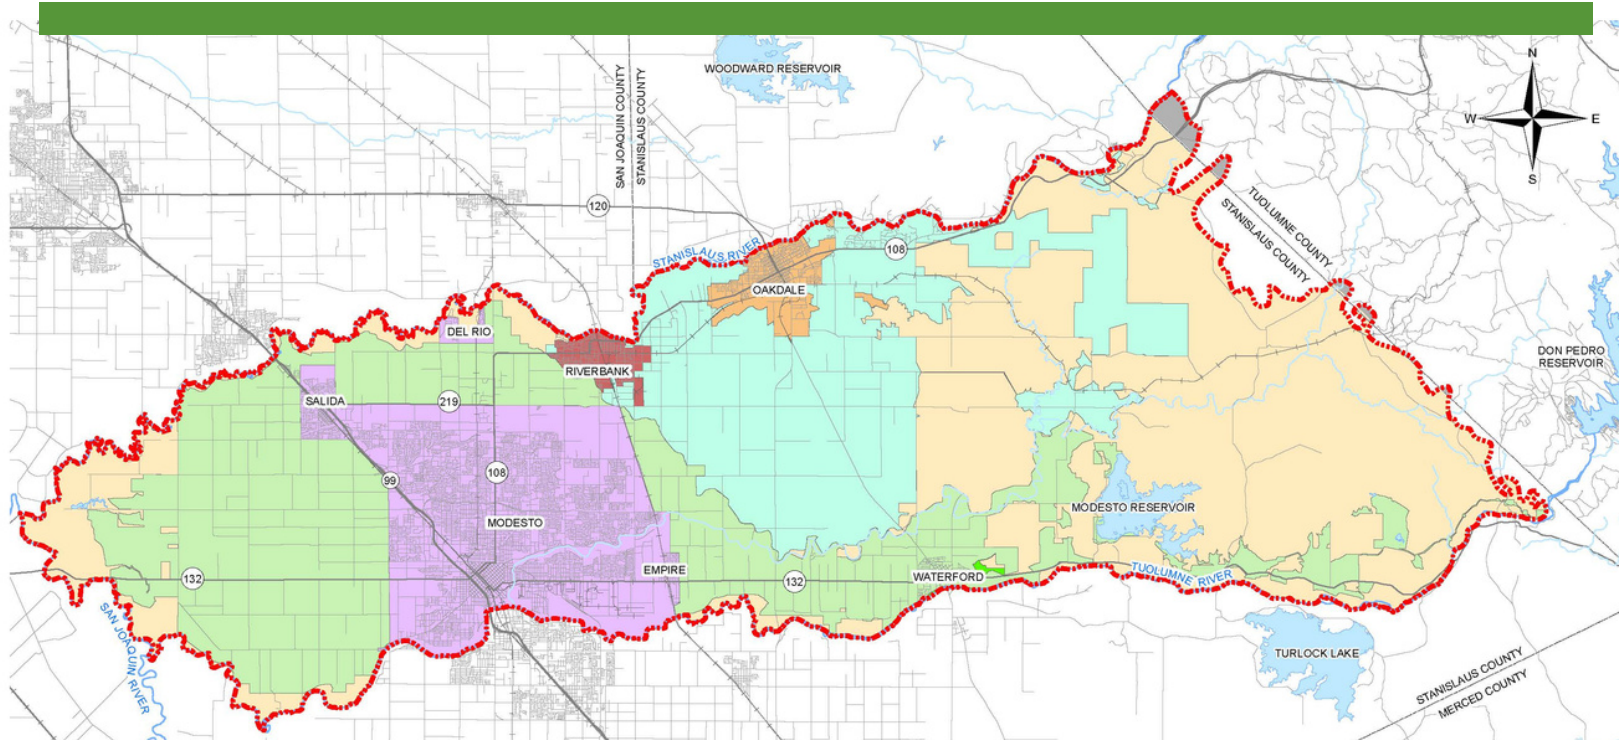 WOODWARD RESERVOIR
SAN JOAQUIN COUNTY
STANISLAUS COUNTY
N
W
E
S
120
TUOLUMNE COUNTY
STANISLAUS COUNTY
STANISLAUS RIVER
108
OAKDALE
DEL RIO
RIVERBANK
DON PEDRO
RESERVOIR
SALIDA
219
108
99
MODESTO
MODESTO RESERVOIR
EMPIRE
132
132
WATERFORD
TUOLUMNE RIVER
SAN JOAQUIN RIVER
TURLOCK LAKE
STANISLAUS COUNTY
MERCED COUNTY